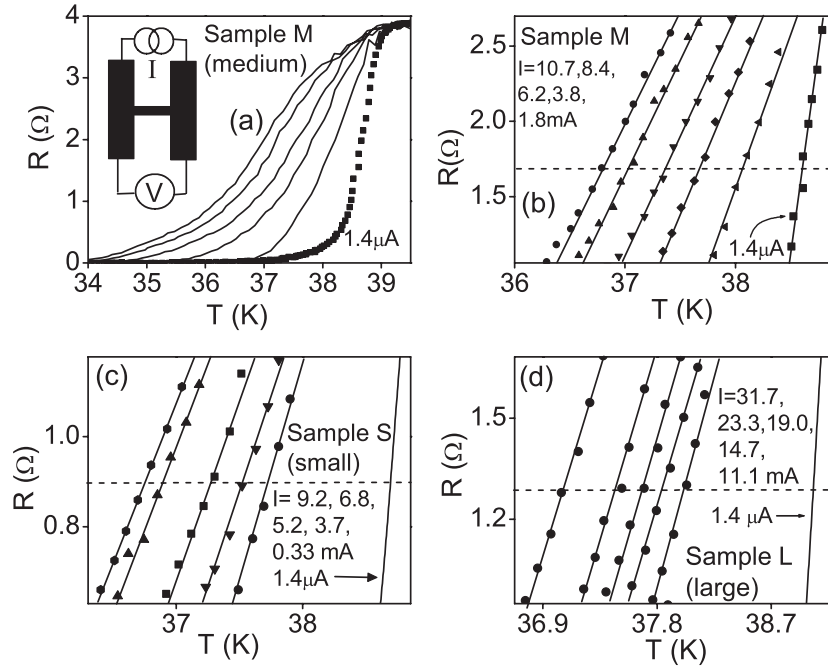 Sample M
(medium)
I
V
(a)
1.4μA
R (Ω)
4
3
2
1
0
34 35 36 37 38 39
T (K)
Sample M
I=10.7,8.4,
6.2,3.8,
1.8mA
(b)
1.4μA
R(Ω)
2.5
2.0
1.5
36 37 38
T (K)
(c)
Sample S
(small)
I= 9.2, 6.8,
5.2, 3.7,
0.33 mA
1.4μA
R (Ω)
1.0
0.8
37 38
T (K)
(d)
I=31.7,
23.3,19.0,
14.7,
11.1 mA
1.4 μA
Sample L
(large)
R (Ω)
1.5
1.2
36.9 37.8 38.7
T (K)